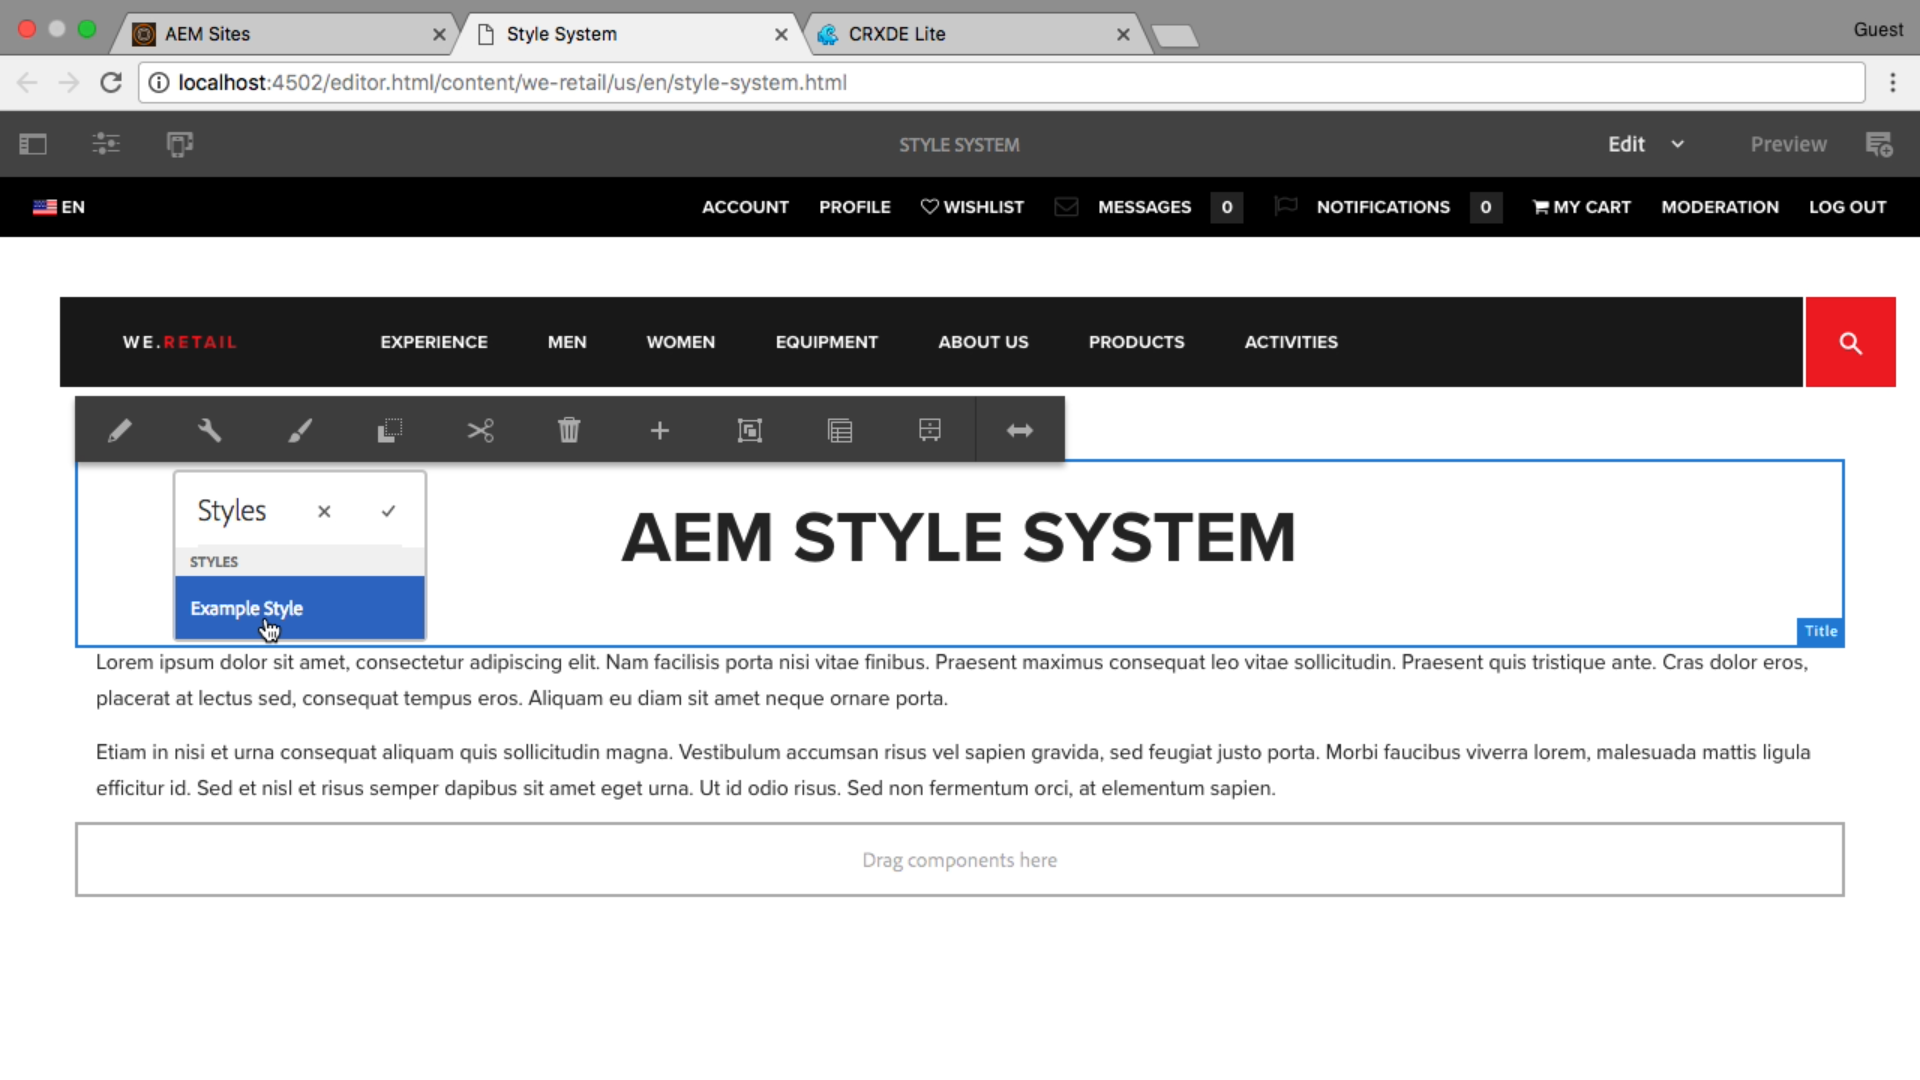 AEM Sites
Style System
CRXDE Lite
Guest
localhost:4502/editor.html/content/we-retail/us/en/style-system.html
STYLE SYSTEM
Edit
Preview
EN
ACCOUNT
PROFILE
WISHLIST
MESSAGES
0
NOTIFICATIONS
0
MY CART
MODERATION
LOG OUT
WE.RETAIL
EXPERIENCE
MEN
WOMEN
EQUIPMENT
ABOUT US
PRODUCTS
ACTIVITIES
Styles
STYLES
Example Style
AEM STYLE SYSTEM
Title
Lorem ipsum dolor sit amet, consectetur adipiscing elit. Nam facilisis porta nisi vitae finibus. Praesent maximus consequat leo vitae sollicitudin. Praesent quis tristique ante. Cras dolor eros,
placerat at lectus sed, consequat tempus eros. Aliquam eu diam sit amet neque ornare porta.
Etiam in nisi et urna consequat aliquam quis sollicitudin magna. Vestibulum accumsan risus vel sapien gravida, sed feugiat justo porta. Morbi faucibus viverra lorem, malesuada mattis ligula
efficitur id. Sed et nisl et risus semper dapibus sit amet eget urna. Ut id odio risus. Sed non fermentum orci, at elementum sapien.
Drag components here